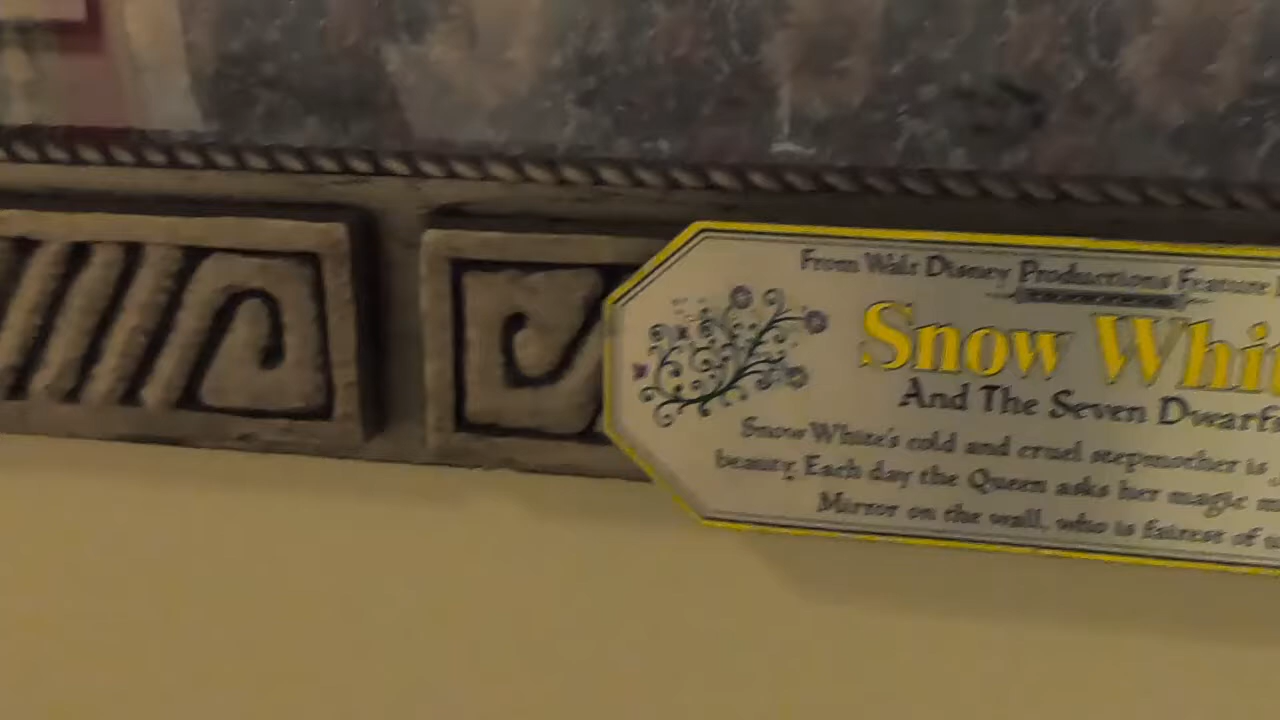 From Walt Disney Productions Feature
Snow Whi
And The Seven Dwarfs
Snow White's cold and cruel stepmother is
beauty. Each day the Queen asks her magic m
Mirror on the wall, who is fairest of u